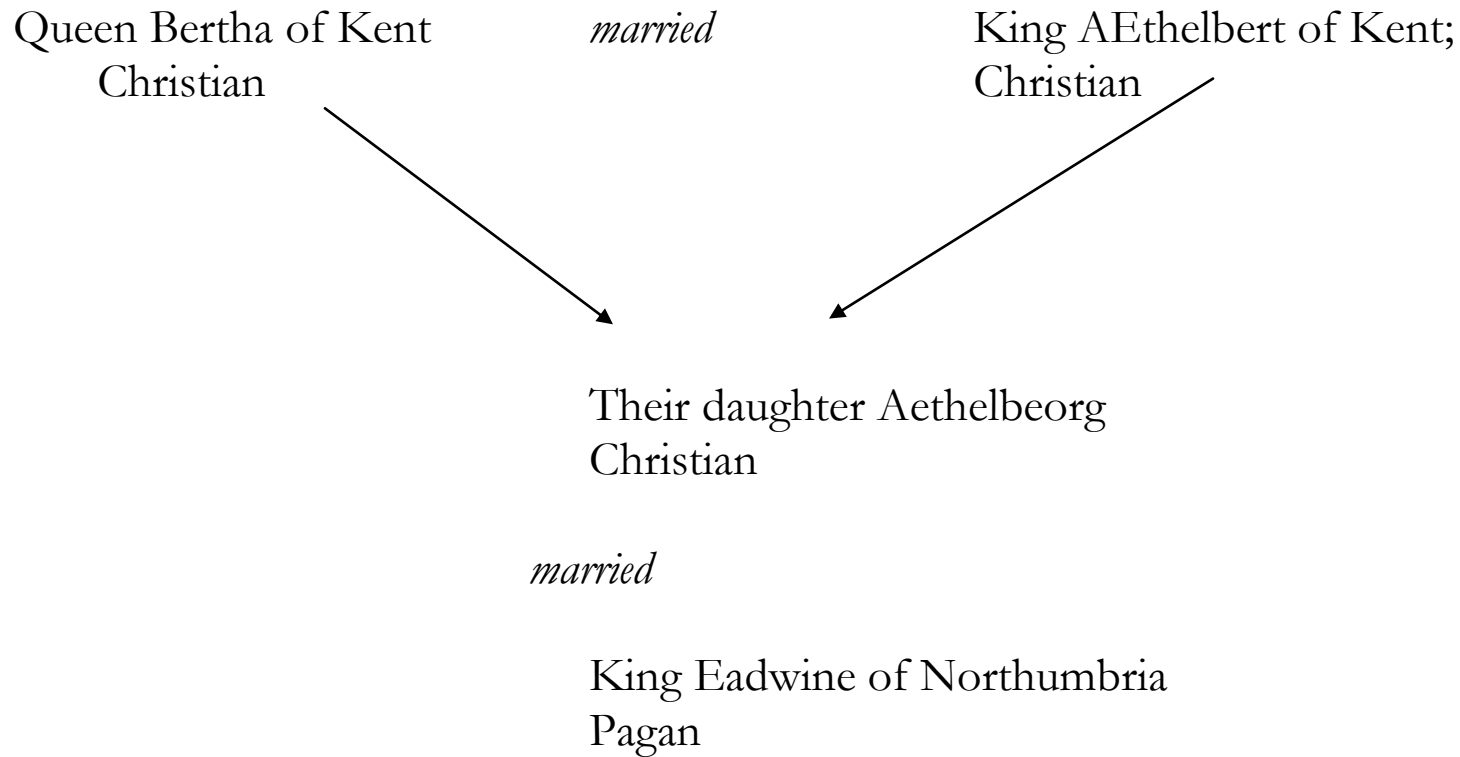 Queen Bertha of Kent married King AEthelbert of Kent;
Christian Christian
Their daughter Aethelbeorg
Christian
married
King Eadwine of Northumbria
Pagan